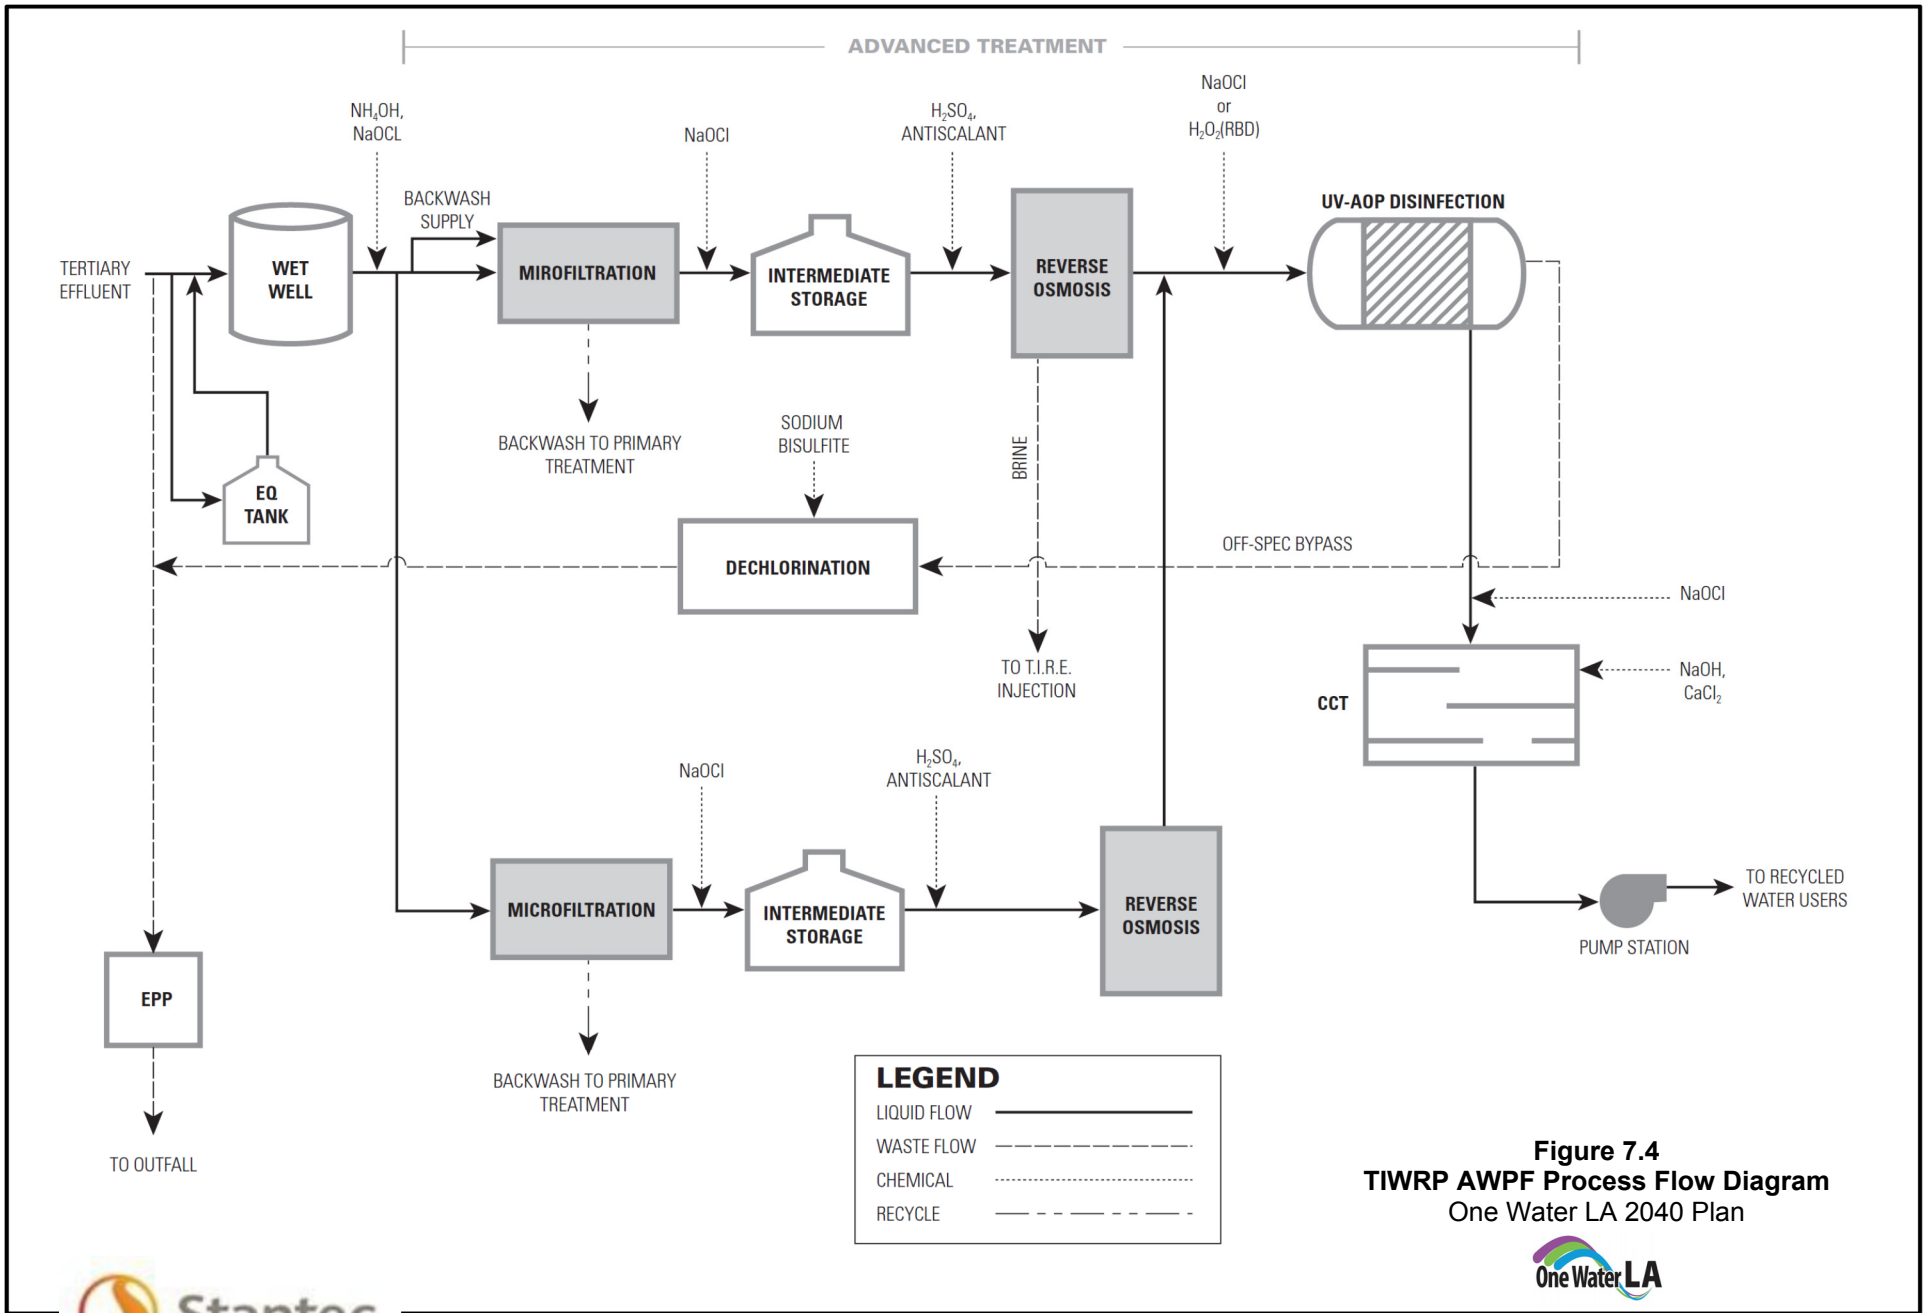 ADVANCED TREATMENT
NH₄OH,
NaOCL
BACKWASH
SUPPLY
NaOCl
H₂SO₄,
ANTISCALANT
NaOCl
or
H₂O₂(RBD)
UV-AOP DISINFECTION
TERTIARY
EFFLUENT
WET
WELL
MIROFILTRATION
INTERMEDIATE
STORAGE
REVERSE
OSMOSIS
BACKWASH TO PRIMARY
TREATMENT
SODIUM
BISULFITE
BRINE
EQ
TANK
DECHLORINATION
OFF-SPEC BYPASS
NaOCl
TO T.I.R.E.
INJECTION
NaOH,
CaCl₂
CCT
NaOCl
H₂SO₄,
ANTISCALANT
MICROFILTRATION
INTERMEDIATE
STORAGE
REVERSE
OSMOSIS
TO RECYCLED
WATER USERS
PUMP STATION
EPP
BACKWASH TO PRIMARY
TREATMENT
TO OUTFALL
LEGEND
LIQUID FLOW
WASTE FLOW
CHEMICAL
RECYCLE
Figure 7.4
TIWRP AWPF Process Flow Diagram
One Water LA 2040 Plan
One Water LA
Stantec